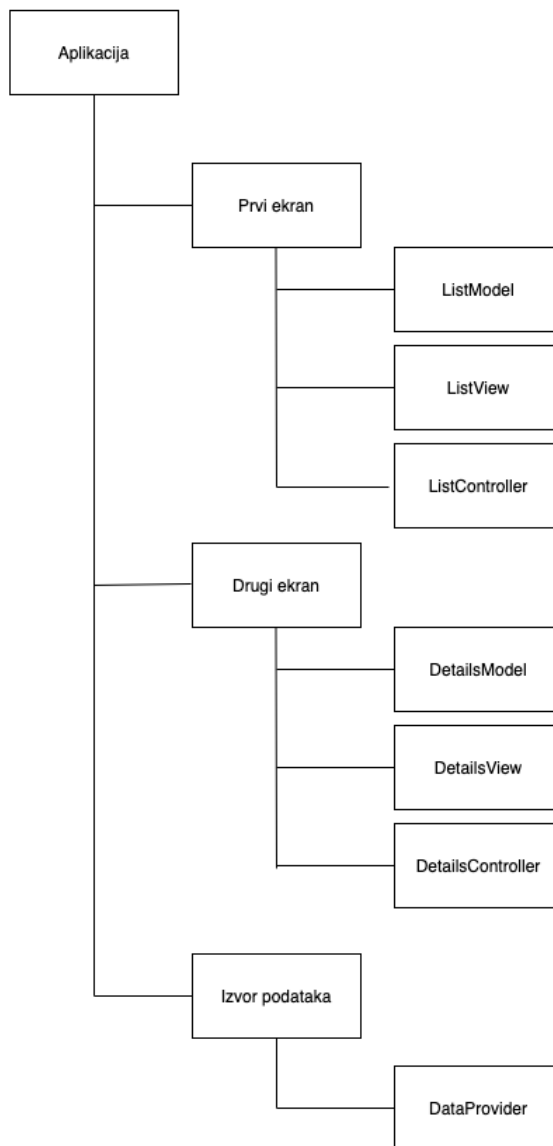 Aplikacija
Prvi ekran
ListModel
ListView
ListController
Drugi ekran
DetailsModel
DetailsView
DetailsController
Izvor podataka
DataProvider